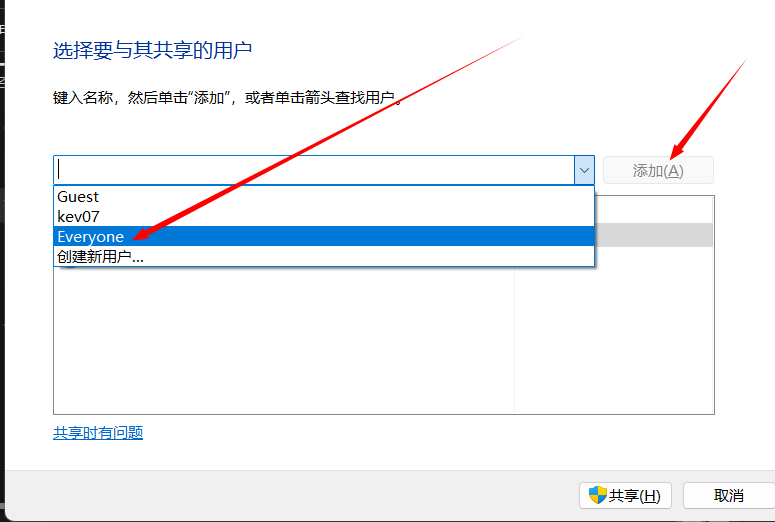 选择要与其共享的用户
键入名称，然后单击“添加”，或者单击箭头查找用户。
添加(A)
Guest
kev07
Everyone
创建新用户...
共享时有问题
共享(H)
取消